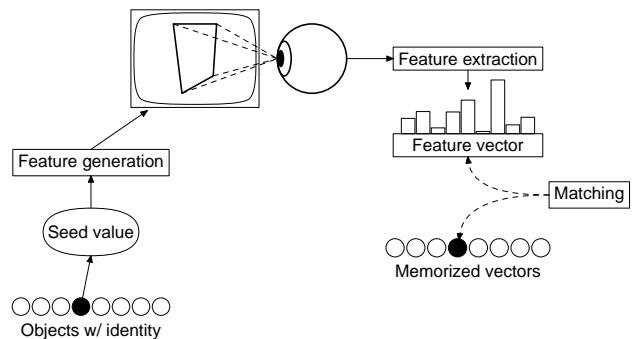 Feature extraction
Feature vector
Feature generation
Matching
Seed value
Memorized vectors
Objects w/ identity